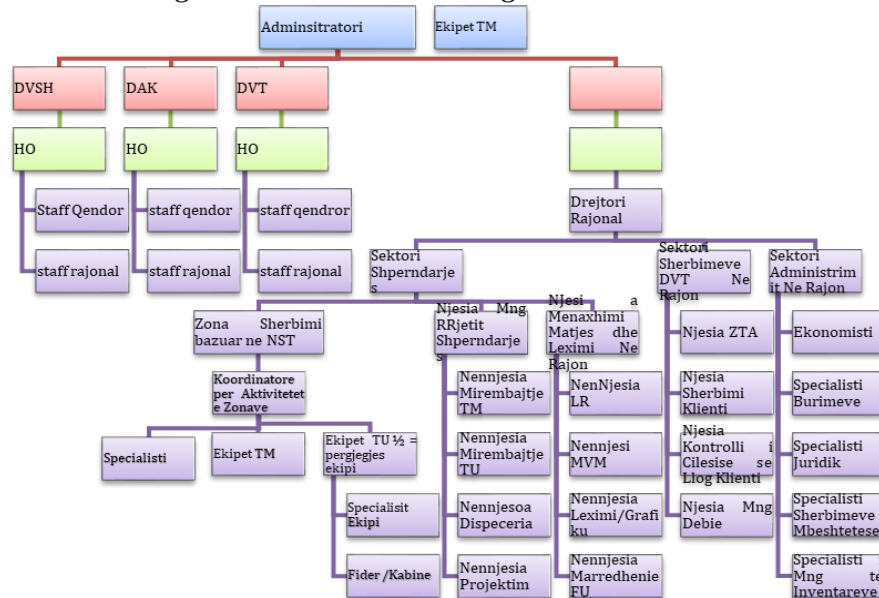 Adminsitratori
Ekipet TM
DVSH
DAK
DVT
HO
HO
HO
Staff Qendor
staff qendor
staff qendror
staff rajonal
staff rajonal
staff rajonal
Drejtori
Rajonal
Sektori
Shperndarje
s
Sektori
Sherbimeve
DVT Ne
Rajon
Sektori
Administrim
it Ne Rajon
Zona Sherbimi
bazuar ne NST
Njesia Mng
RRjetit
Shperndarje
s
NJesi a
Menaxhimi
Matjes dhe
Leximi Ne
Rajon
Koordinatore
per Aktivitetet
e Zonave
Specialisti
Ekipet TM
Ekipet TU ½ =
pergjegjes
ekipi
Specialisit
Ekipi
Fider /Kabine
Nennjesia
Mirembajtje
TM
Nennjesia
Mirembajtje
TU
Nennjesoa
Dispeceria
Nennjesia
Projektim
NenNjesia
LR
Nennjesi
MVM
Nennjesia
Leximi/Grafi
ku
Nennjesia
Marredhenie
FU
Njesia ZTA
Njesia
Sherbimi
Klienti
Njesia
Kontrolli i
Cilesise se
Llog Klienti
Njesia Mng
Debie
Ekonomisti
Specialisti
Burimeve
Specialisti
Juridik
Specialisti
Sherbimeve
Mbeshtetese
Specialisti
Mng te
Inventareve